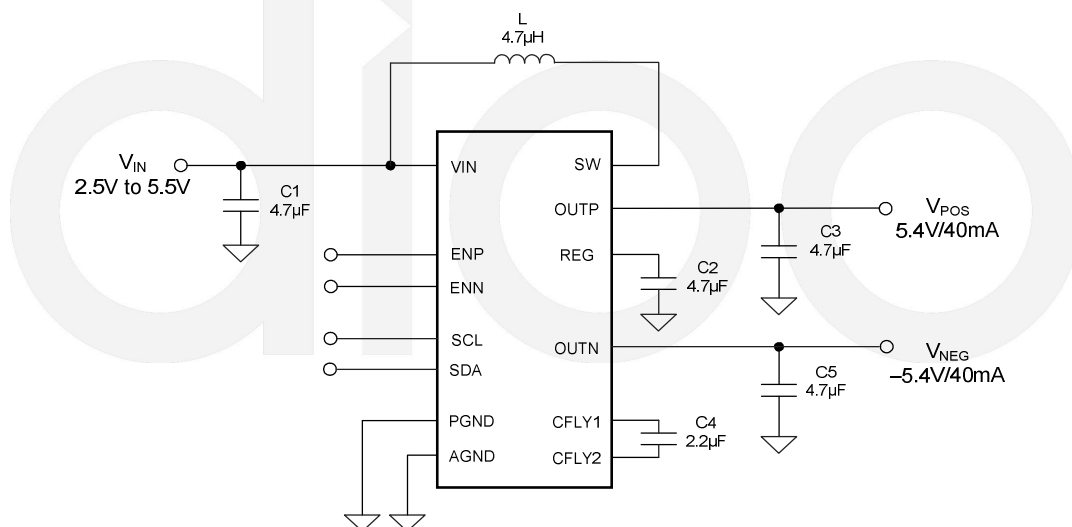 L
4.7µH
VIN
2.5V to 5.5V
C1
4.7µF
VIN
ENP
ENN
SCL
SDA
PGND
AGND
SW
OUTP
REG
OUTN
CFLY1
CFLY2
C2
4.7µF
C3
4.7µF
VPOS
5.4V/40mA
C5
4.7µF
VNEG
–5.4V/40mA
C4
2.2µF
dioo